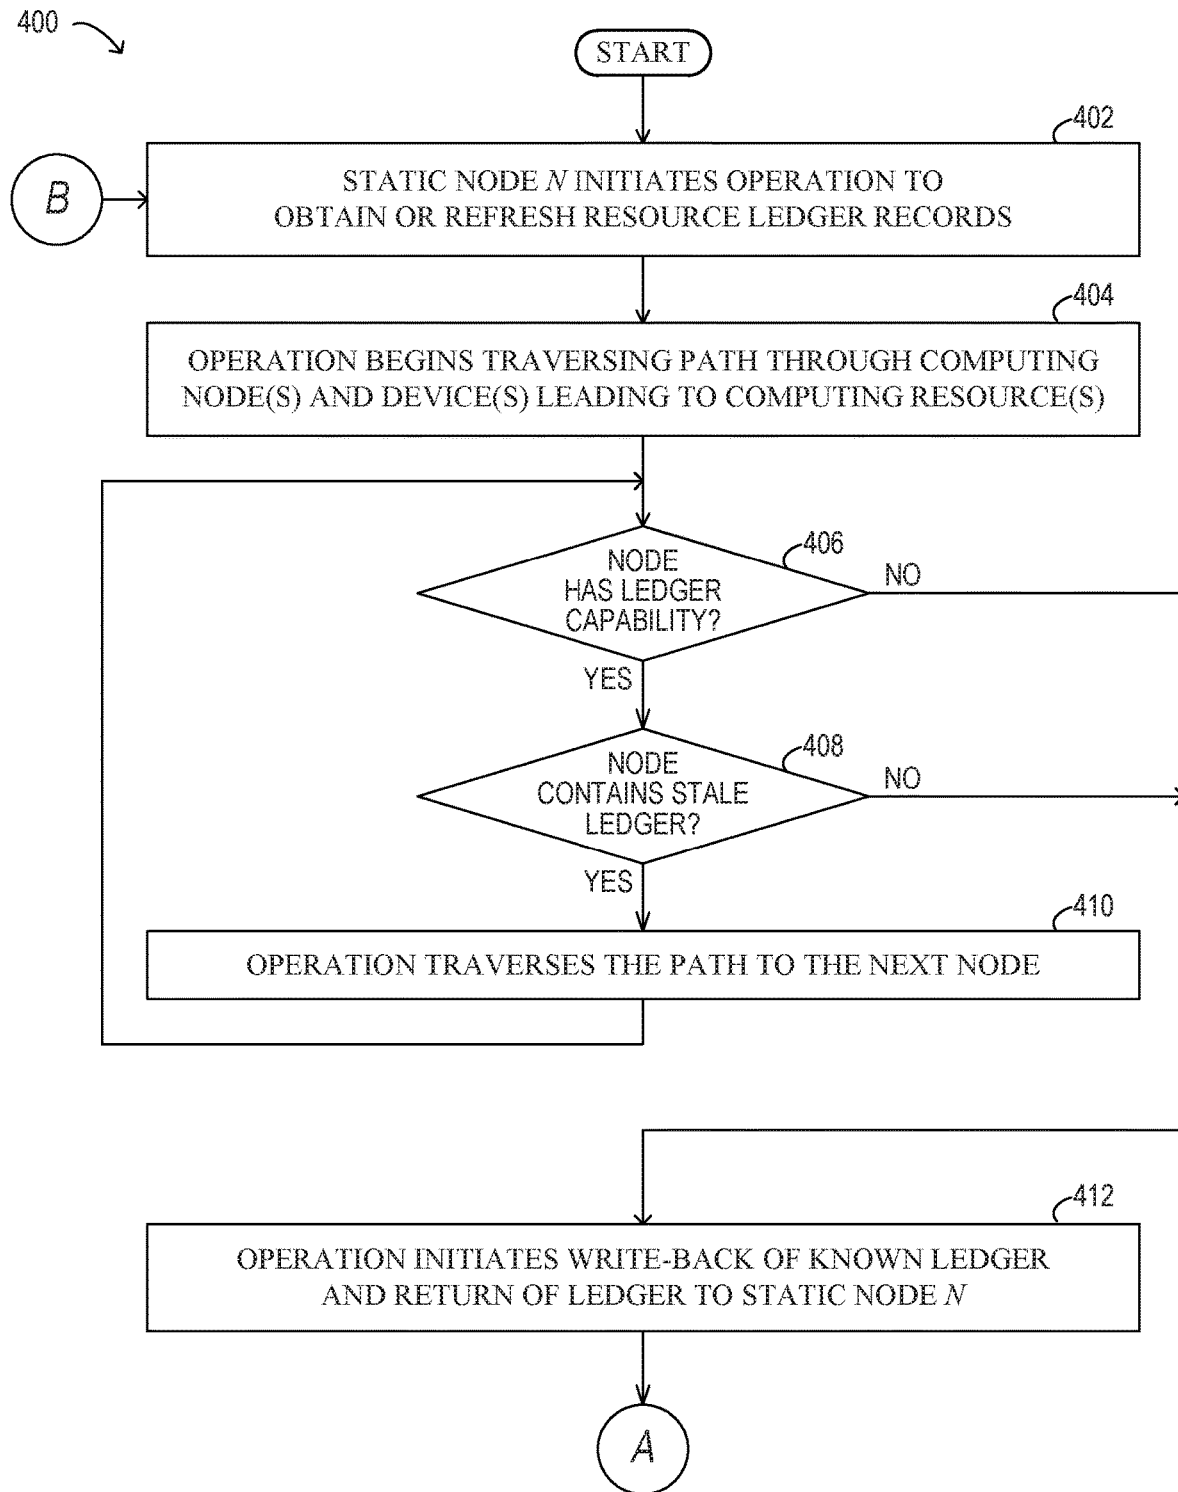 400
START
402
B
STATIC NODE N INITIATES OPERATION TO
OBTAIN OR REFRESH RESOURCE LEDGER RECORDS
404
OPERATION BEGINS TRAVERSING PATH THROUGH COMPUTING
NODE(S) AND DEVICE(S) LEADING TO COMPUTING RESOURCE(S)
406
NODE
HAS LEDGER
CAPABILITY?
NO
YES
408
NODE
CONTAINS STALE
LEDGER?
NO
YES
410
OPERATION TRAVERSES THE PATH TO THE NEXT NODE
412
OPERATION INITIATES WRITE-BACK OF KNOWN LEDGER
AND RETURN OF LEDGER TO STATIC NODE N
A